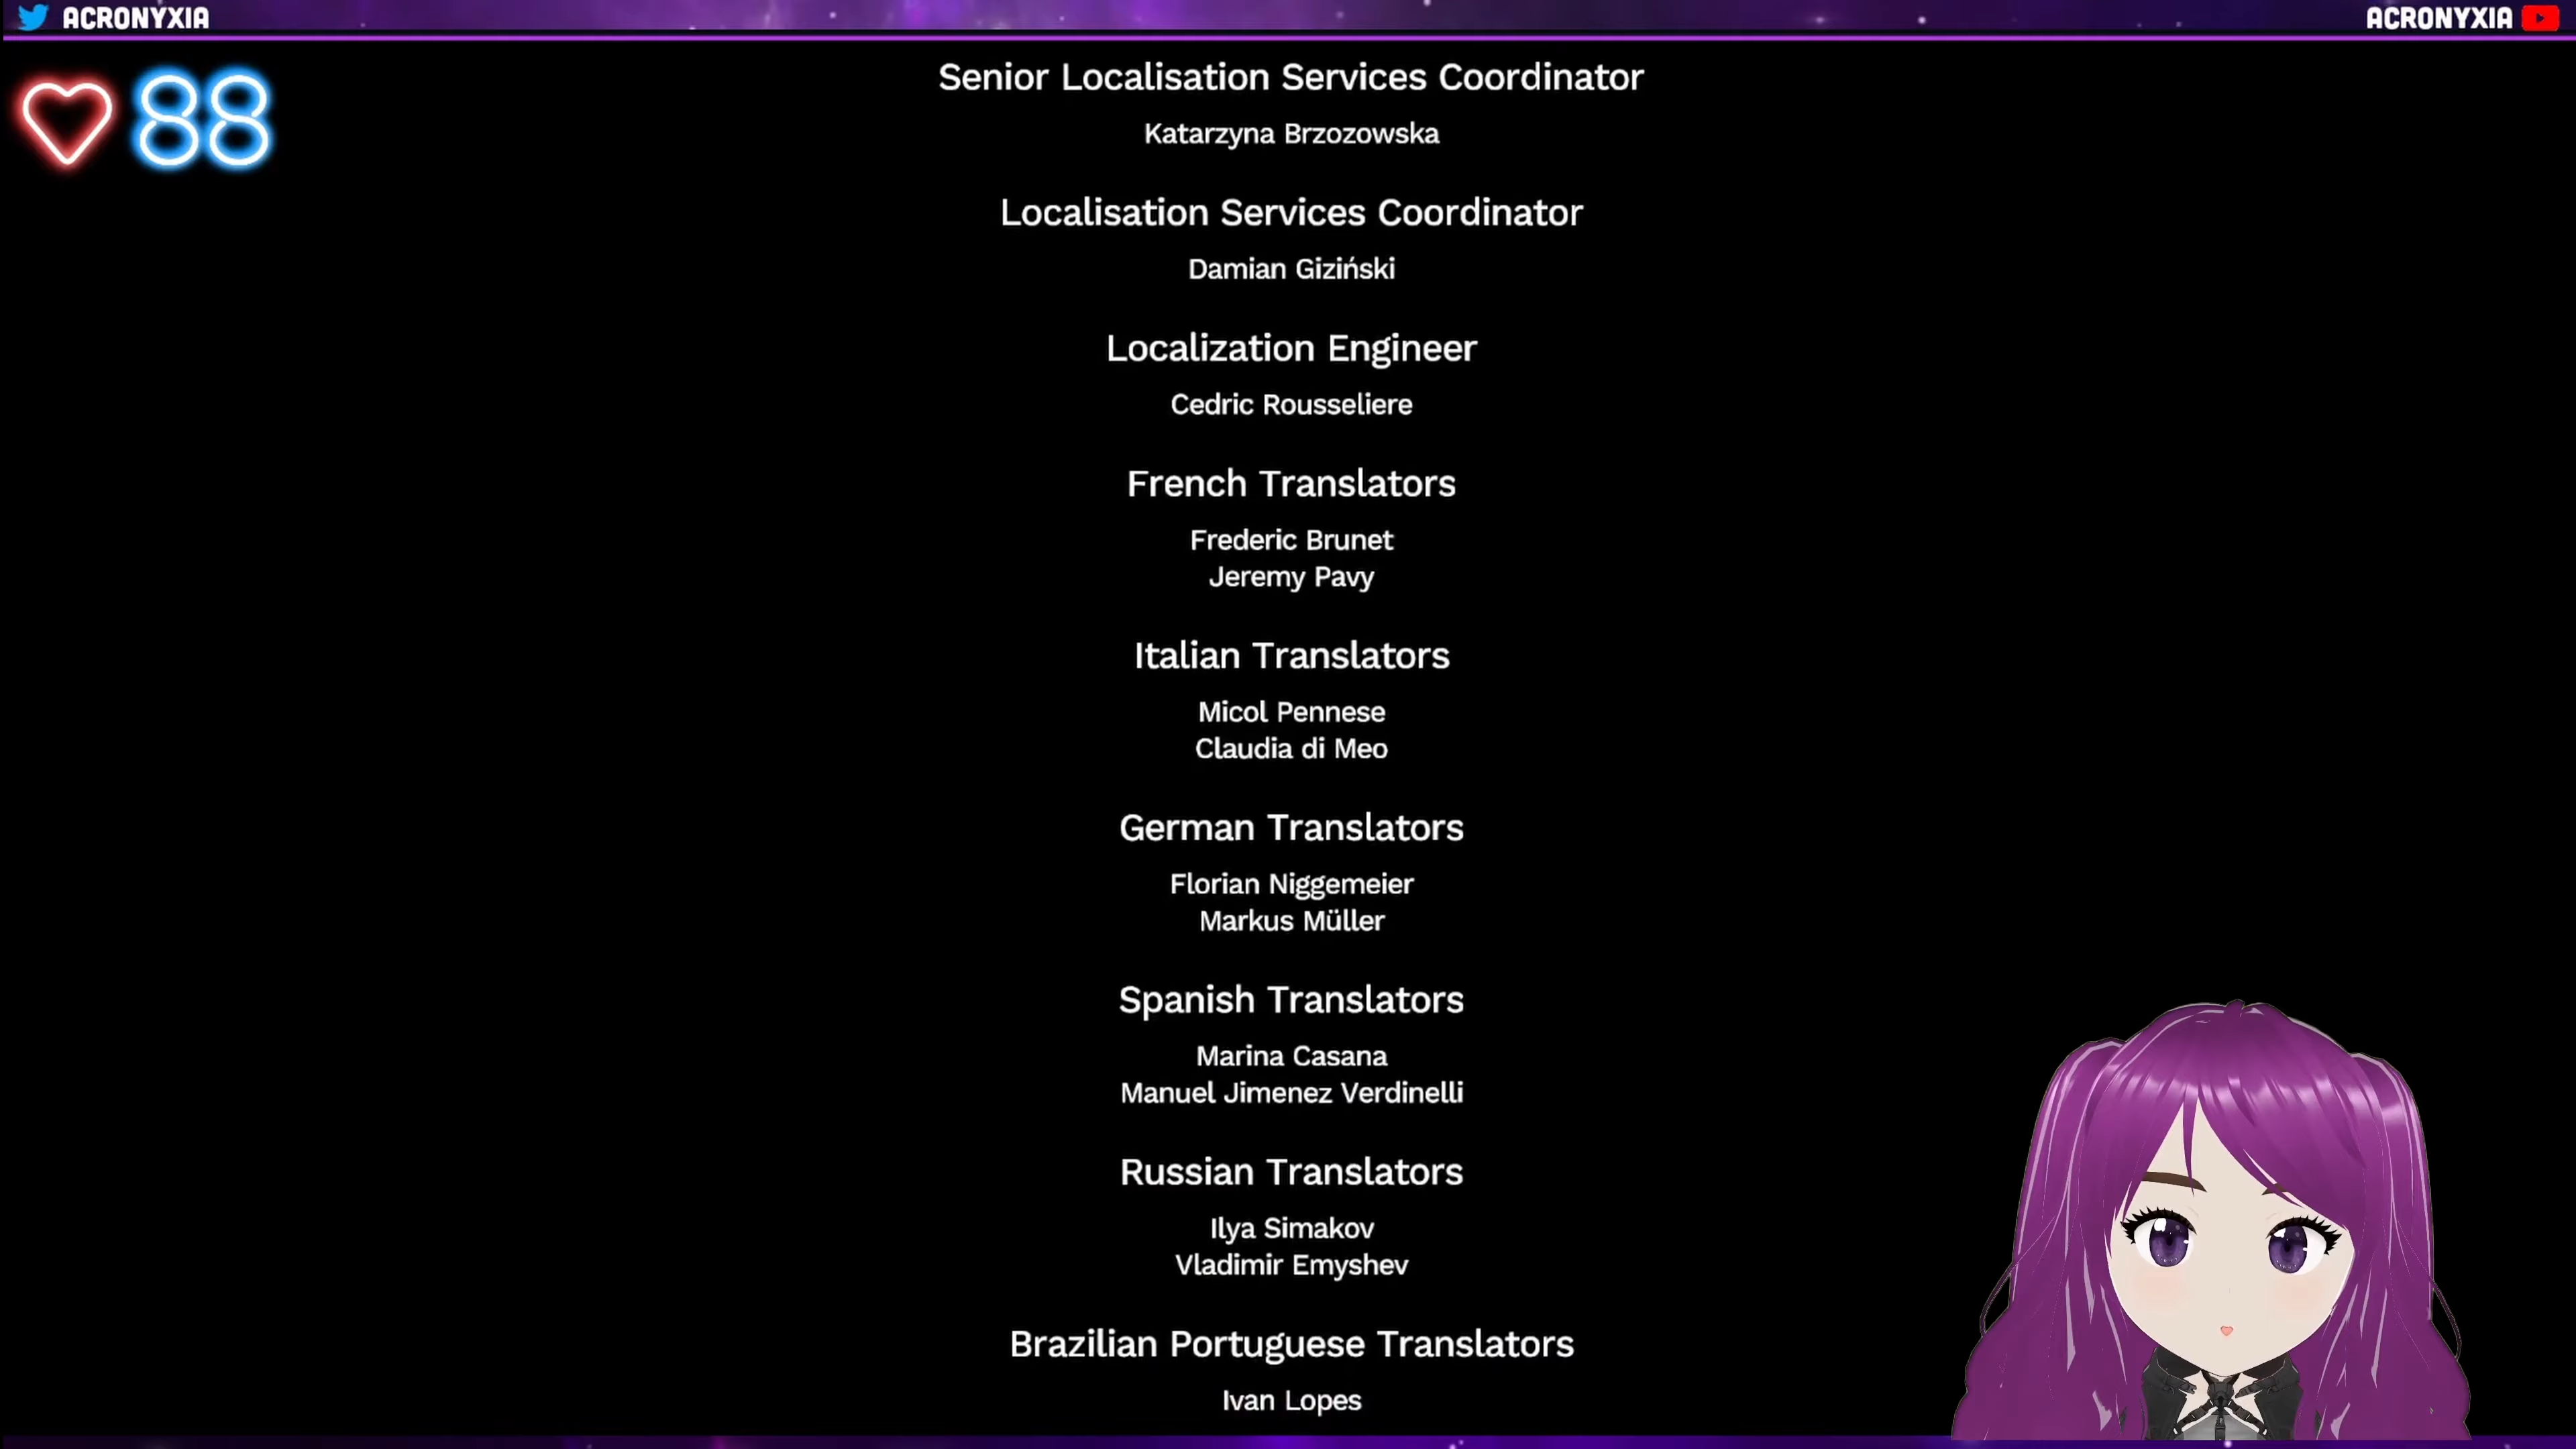 ACRONYXIA
ACRONYXIA
88
Senior Localisation Services Coordinator
Katarzyna Brzozowska
Localisation Services Coordinator
Damian Giziński
Localization Engineer
Cedric Rousseliere
French Translators
Frederic Brunet
Jeremy Pavy
Italian Translators
Micol Pennese
Claudia di Meo
German Translators
Florian Niggemeier
Markus Müller
Spanish Translators
Marina Casana
Manuel Jimenez Verdinelli
Russian Translators
Ilya Simakov
Vladimir Emyshev
Brazilian Portuguese Translators
Ivan Lopes